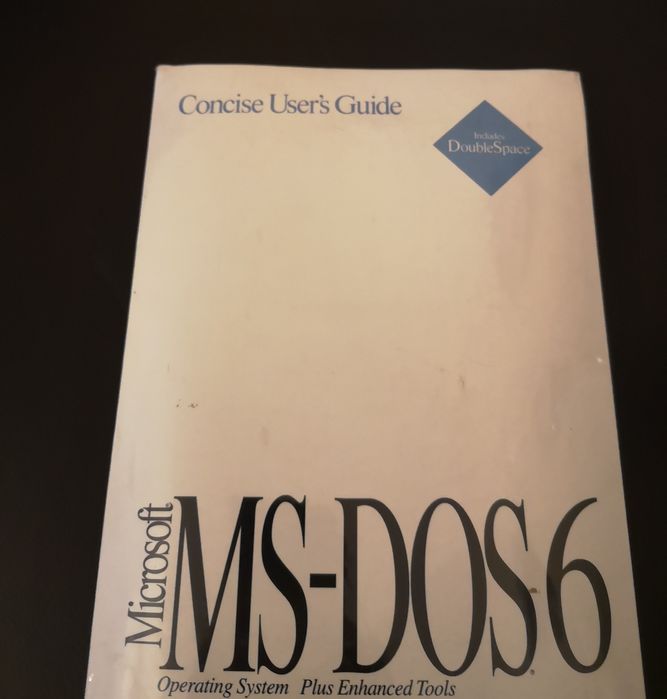 Concise User's Guide
Includes
DoubleSpace
Microsoft
MS-DOS 6
Operating System Plus Enhanced Tools